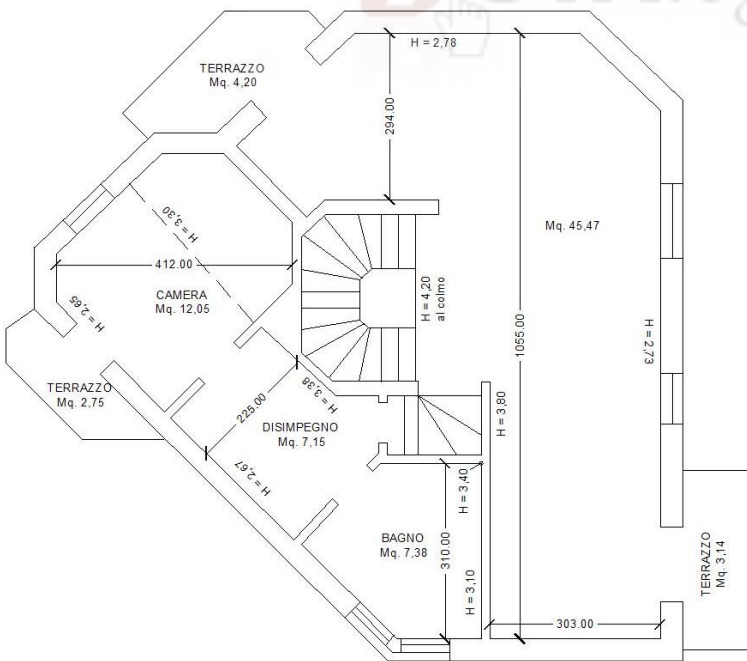 H = 2,78
TERRAZZO
Mq. 4,20
294.00
Mq. 45,47
H = 3,30
412.00
CAMERA
Mq. 12,05
H = 2,65
H = 4,20
al colmo
1055.00
H = 2,73
TERRAZZO
Mq. 2,75
225.00
H = 3,38
DISIMPEGNO
Mq. 7,15
H = 3,80
H = 2,67
H = 3,40
BAGNO
Mq. 7,38
310.00
H = 3,10
303.00
TERRAZZO
Mq. 3,14